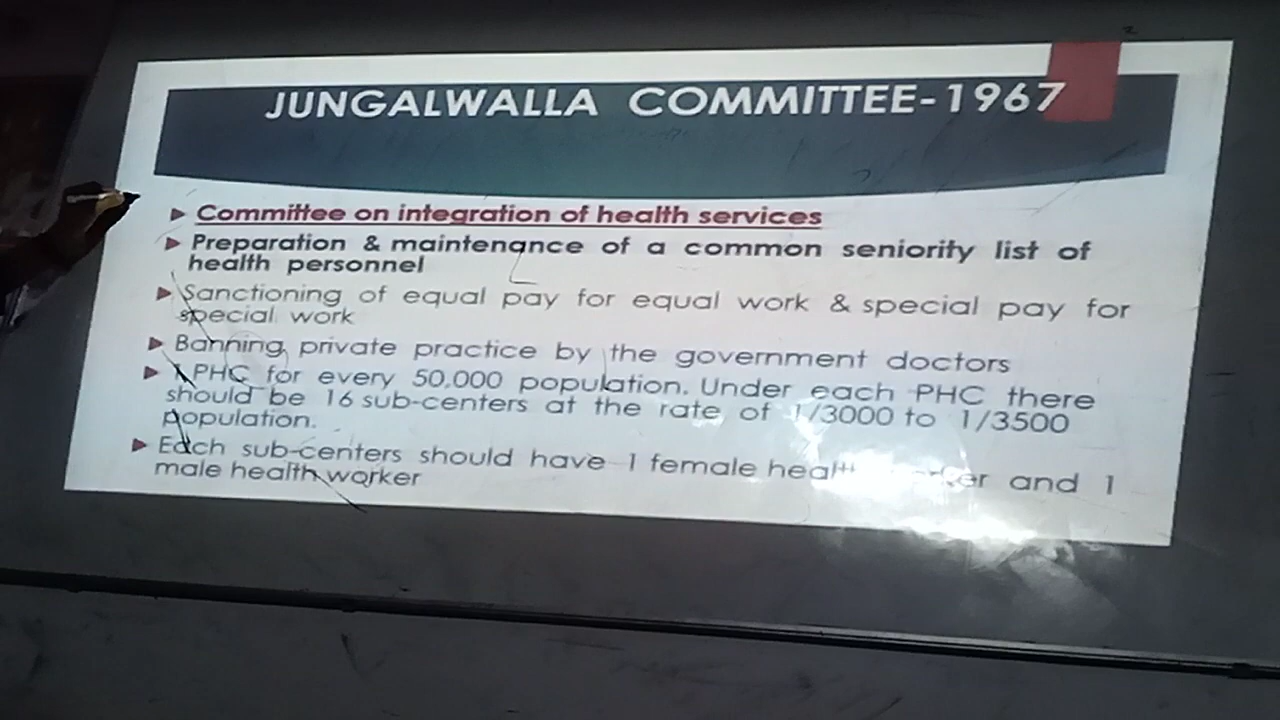 JUNGALWALLA COMMITTEE-1967
Committee on integration of health services
Preparation & maintenance of a common seniority list of
health personnel
Sanctioning of equal pay for equal work & special pay for
special work
Banning private practice by the government doctors
1 PHC for every 50,000 population. Under each PHC there
should be 16 sub-centers at the rate of 1/3000 to 1/3500
population.
Each sub-centers should have 1 female and 1
male health worker